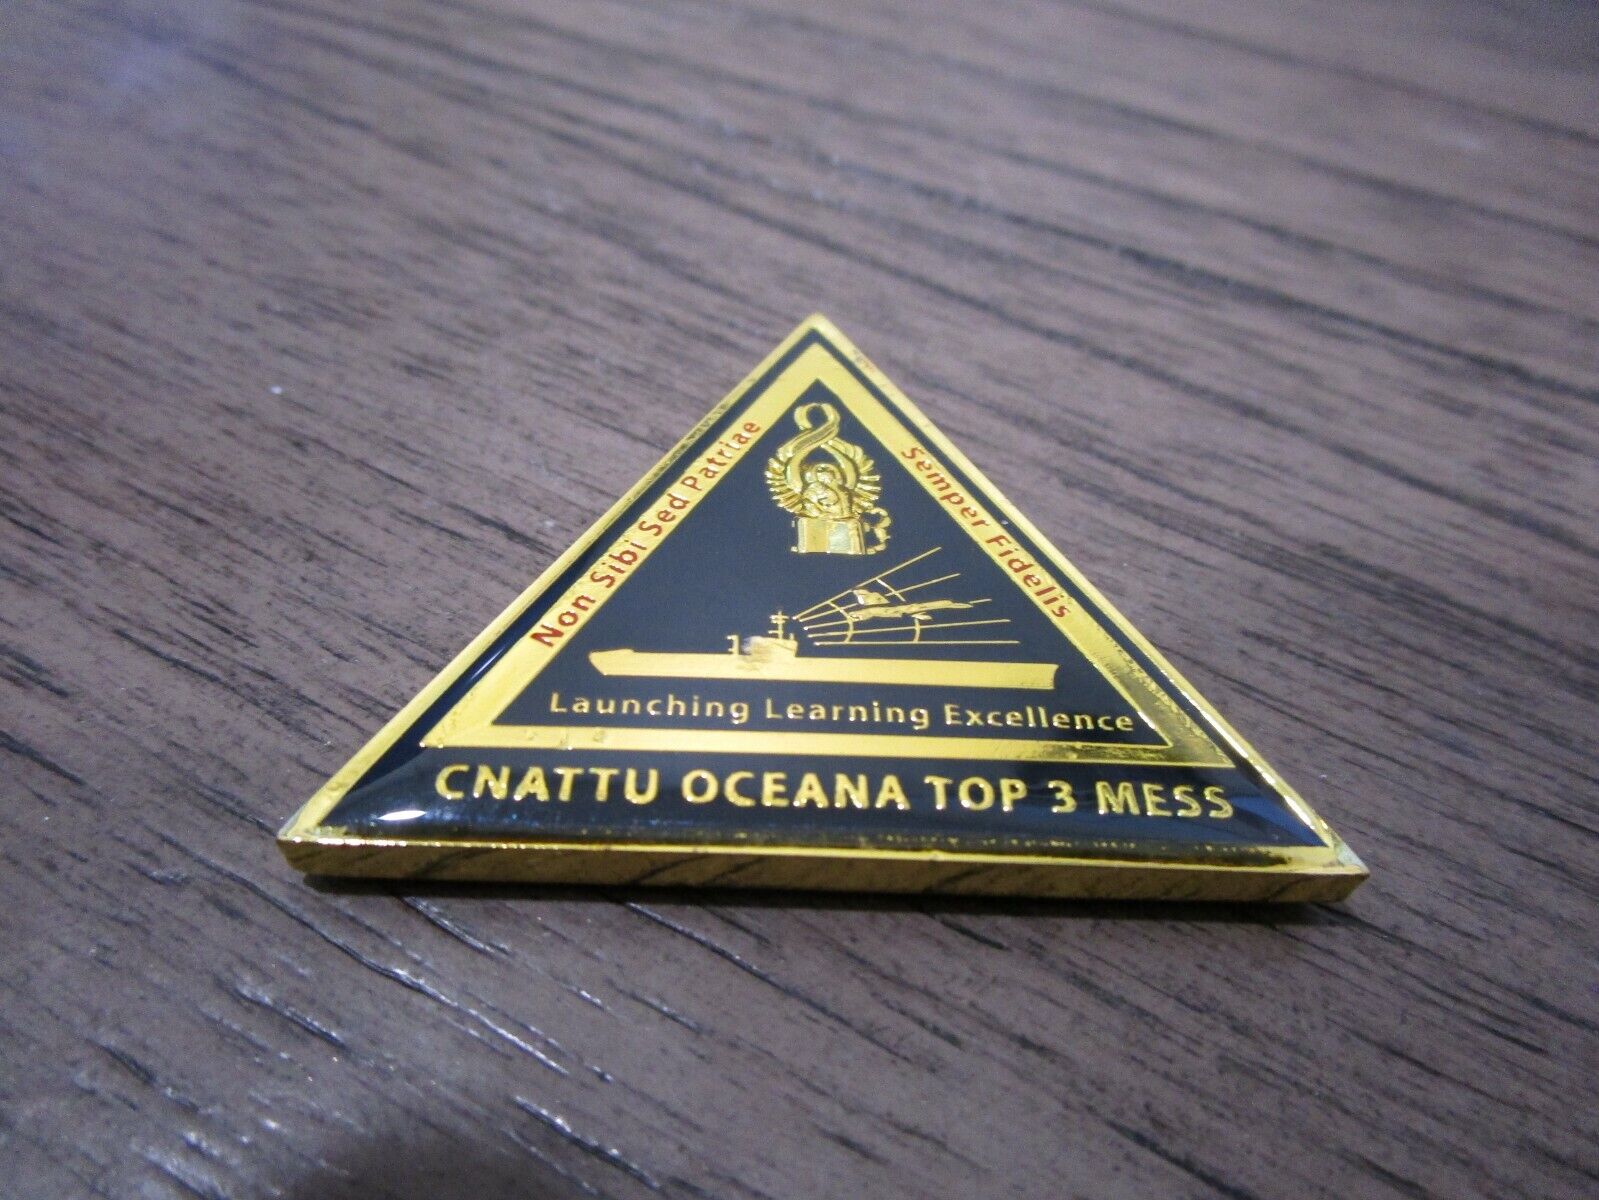 Non Sibi Sed Patriae
Semper Fidelis
Launching Learning Excellence
CNATTU OCEANA TOP 3 MESS